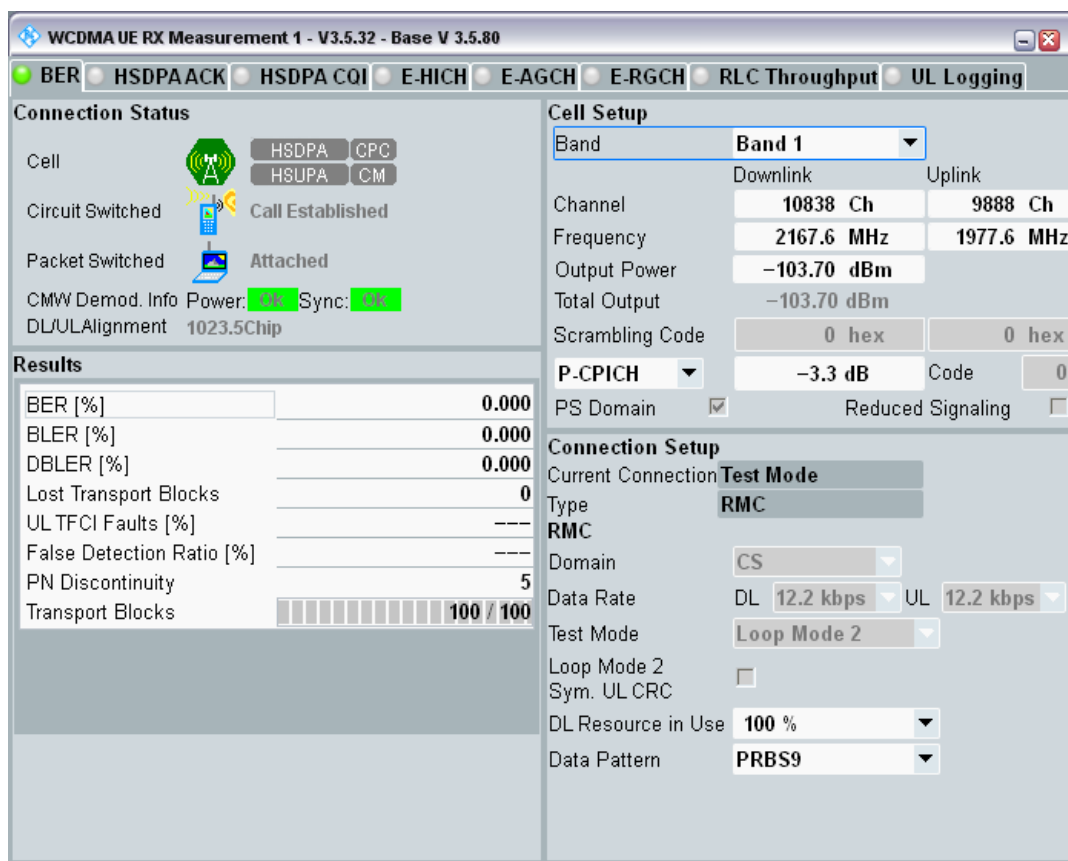 WCDMA UE RX Measurement 1 - V3.5.32 - Base V 3.5.80
BER HSDPA ACK HSDPA CQI E-HICH E-AGCH E-RGCH RLC Throughput UL Logging
Connection Status
Cell HSDPA CPC
HSUPA CM
Circuit Switched Call Established
Packet Switched Attached
CMW Demod. Info Power: Ok Sync: Ok
DL/UL Alignment 1023.5Chip
Results
BER [%] 0.000
BLER [%] 0.000
DBLER [%] 0.000
Lost Transport Blocks 0
UL TFCI Faults [%] ---
False Detection Ratio [%] ---
PN Discontinuity 5
Transport Blocks 100 / 100
Cell Setup
Band Band 1
Downlink Uplink
Channel 10838 Ch 9888 Ch
Frequency 2167.6 MHz 1977.6 MHz
Output Power −103.70 dBm
Total Output −103.70 dBm
Scrambling Code 0 hex 0 hex
P-CPICH −3.3 dB Code 0
PS Domain Reduced Signaling
Connection Setup
Current Connection Test Mode
Type RMC
RMC
Domain CS
Data Rate DL 12.2 kbps UL 12.2 kbps
Test Mode Loop Mode 2
Loop Mode 2
Sym. UL CRC
DL Resource in Use 100 %
Data Pattern PRBS9